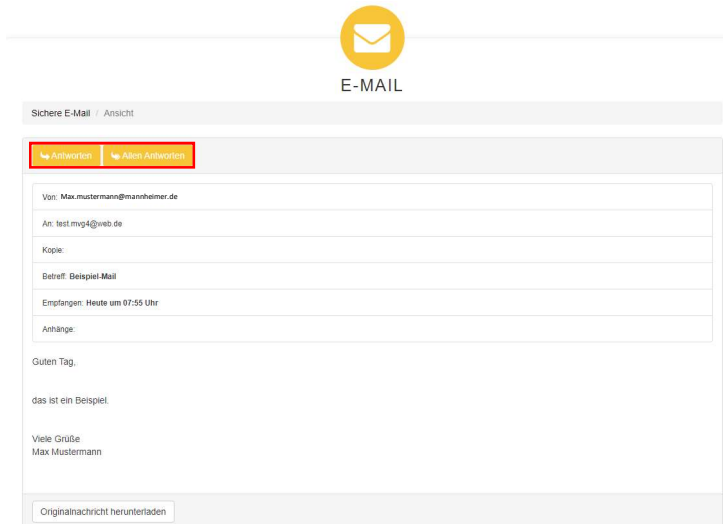 E-MAIL
Sichere E-Mail / Ansicht
Antworten Allen Antworten
Von: Max.mustermann@mannheimer.de
An: test.mvg4@web.de
Kopie:
Betreff: Beispiel-Mail
Empfangen: Heute um 07:55 Uhr
Anhänge:
Guten Tag,
das ist ein Beispiel.
Viele Grüße
Max Mustermann
Originalnachricht herunterladen